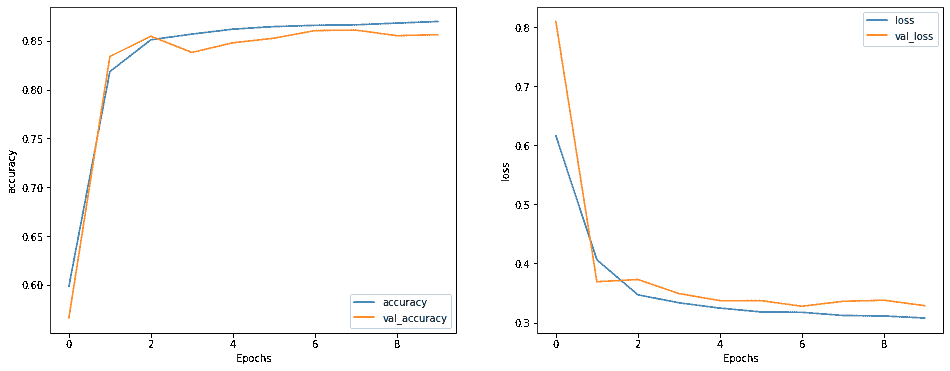 accuracy
0.85
0.80
0.75
0.70
0.65
0.60
0 2 4 6 8
Epochs
accuracy
val_accuracy
loss
0.8
0.7
0.6
0.5
0.4
0.3
0 2 4 6 8
Epochs
loss
val_loss